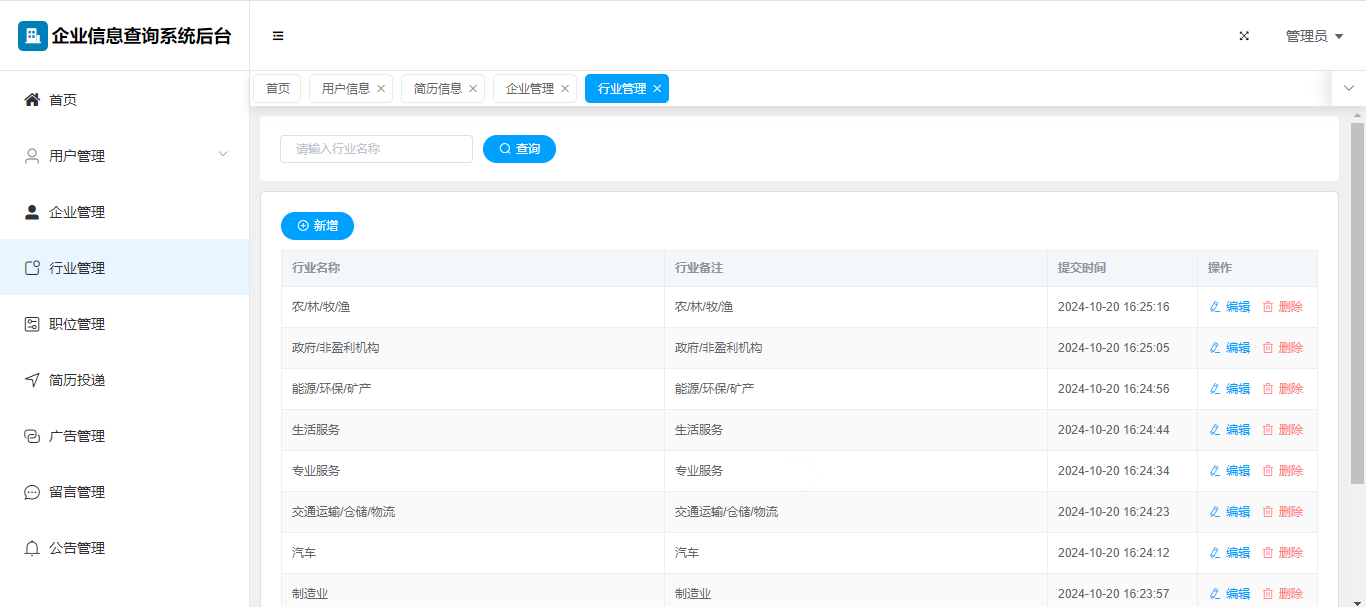 企业信息查询系统后台
管理员
首页 用户信息 简历信息 企业管理 行业管理
首页
用户管理
企业管理
行业管理
职位管理
简历投递
广告管理
留言管理
公告管理
请输入行业名称 查询
新增
行业名称 行业备注 提交时间 操作
农/林/牧/渔 农/林/牧/渔 2024-10-20 16:25:16 编辑 删除
政府/非盈利机构 政府/非盈利机构 2024-10-20 16:25:05 编辑 删除
能源/环保/矿产 能源/环保/矿产 2024-10-20 16:24:56 编辑 删除
生活服务 生活服务 2024-10-20 16:24:44 编辑 删除
专业服务 专业服务 2024-10-20 16:24:34 编辑 删除
交通运输/仓储/物流 交通运输/仓储/物流 2024-10-20 16:24:23 编辑 删除
汽车 汽车 2024-10-20 16:24:12 编辑 删除
制造业 制造业 2024-10-20 16:23:57 编辑 删除